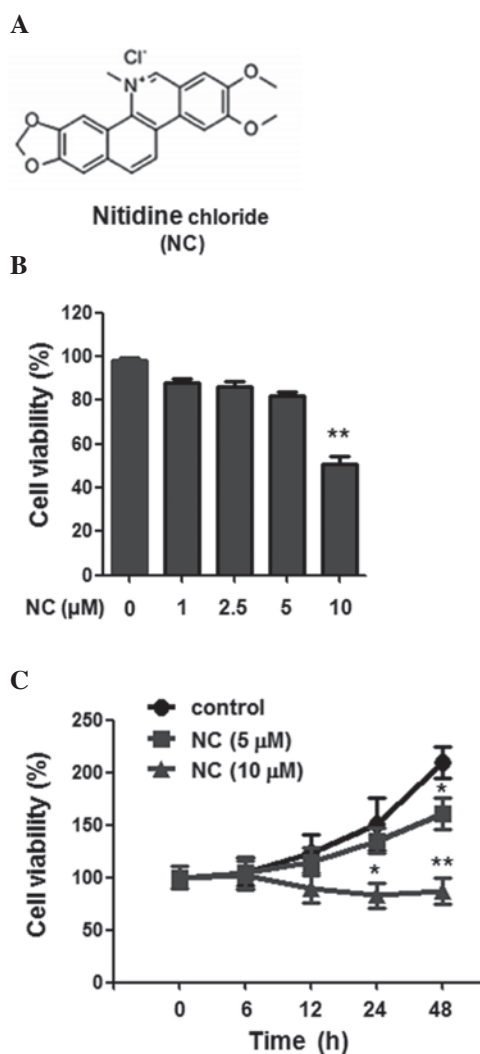 A
Cl-
N+
O
O
O
O
Nitidine chloride
(NC)
B
120
100
80
60
40
20
0
Cell viability (%)
**
NC (µM) 0 1 2.5 5 10
C
control
NC (5 µM)
NC (10 µM)
250
200
150
100
50
0
Cell viability (%)
*
*
**
0 6 12 24 48
Time (h)